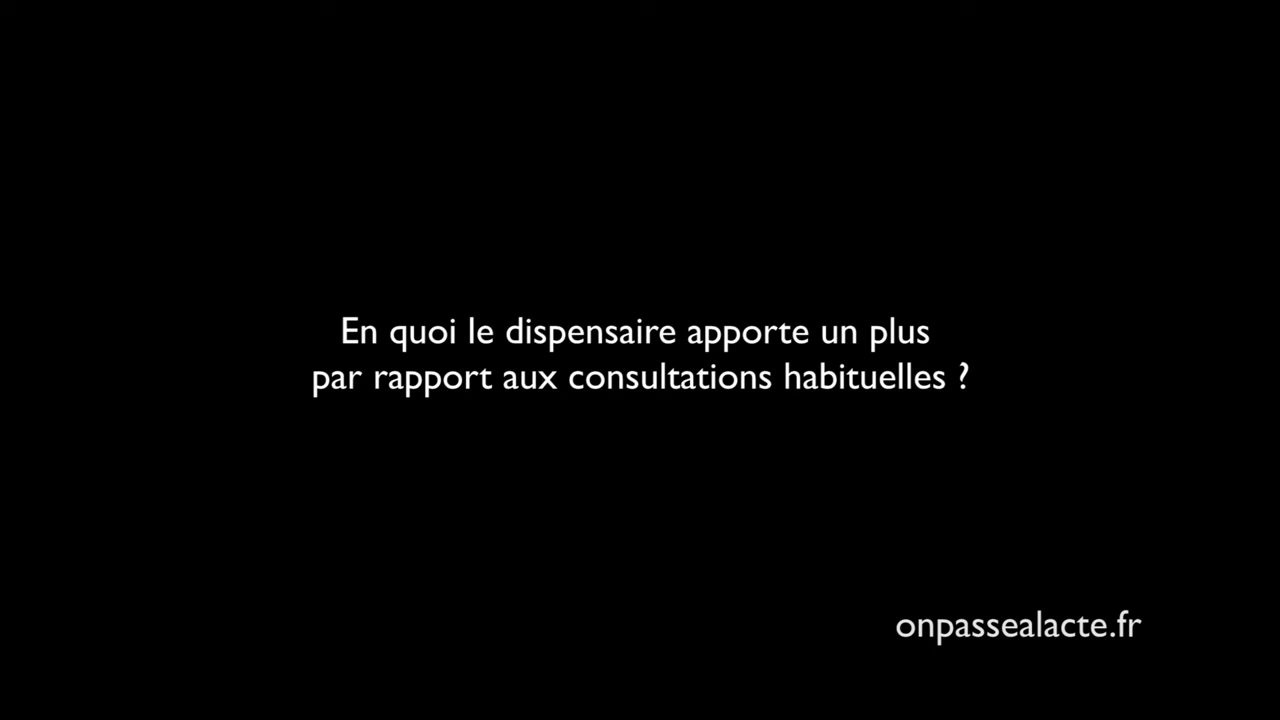 En quoi le dispensaire apporte un plus
par rapport aux consultations habituelles ?
onpassealacte.fr